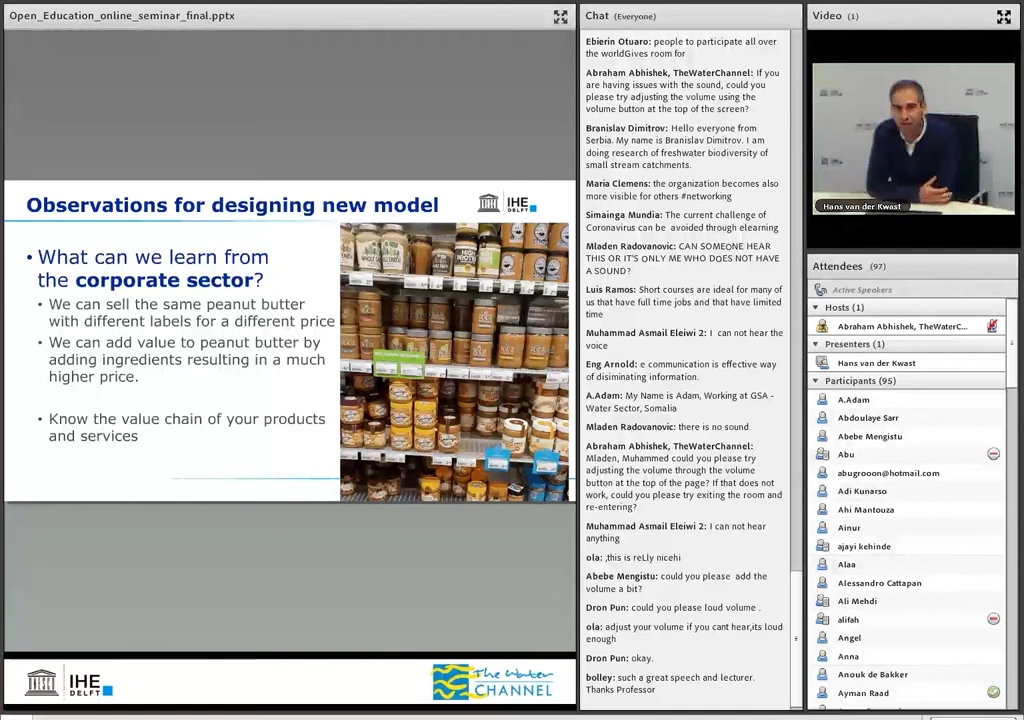 Open_Education_online_seminar_final.pptx
Observations for designing new model
IHE
DELFT
• What can we learn from
the corporate sector?
• We can sell the same peanut butter
with different labels for a different price
• We can add value to peanut butter by
adding ingredients resulting in a much
higher price.
• Know the value chain of your products
and services
UNESCO
IHE
DELFT
The Water
CHANNEL
Chat (Everyone)
Ebierin Otuaro: people to participate all over
the worldGives room for
Abraham Abhishek, TheWaterChannel: If you
are having issues with the sound, could you
please try adjusting the volume using the
volume button at the top of the screen?
Branislav Dimitrov: Hello everyone from
Serbia. My name is Branislav Dimitrov. I am
doing research of freshwater biodiversity of
small stream catchments.
Maria Clemens: the organization becomes also
more visible for others #networking
Simainga Mundia: The current challenge of
Coronavirus can be avoided through elearning
Mladen Radovanovic: CAN SOMEONE HEAR
THIS OR IT'S ONLY ME WHO DOES NOT HAVE
A SOUND?
Luis Ramos: Short courses are ideal for many of
us that have full time jobs and that have limited
time
Muhammad Asmail Eleiwi 2: I can not hear the
voice
Eng Arnold: e communication is effective way
of disiminating information.
A.Adam: My Name is Adam, Working at GSA -
Water Sector, Somalia
Mladen Radovanovic: there is no sound.
Abraham Abhishek, TheWaterChannel:
Mladen, Muhammed could you please try
adjusting the volume through the volume
button at the top of the page? If that does not
work, could you please try exiting the room and
re-entering?
Muhammad Asmail Eleiwi 2: I can not hear
anything
ola: ,this is reLLy nicehi
Abebe Mengistu: could you please add the
volume a bit?
Dron Pun: could you please loud volume .
ola: adjust your volume if you cant hear,its loud
enough
Dron Pun: okay.
bolley: such a great speech and lecturer.
Thanks Professor
Video (1)
Hans van der Kwast
Attendees (97)
Active Speakers
Hosts (1)
Abraham Abhishek, TheWaterC...
Presenters (1)
Hans van der Kwast
Participants (95)
A.Adam
Abdoulaye Sarr
Abebe Mengistu
Abu
abugrooon@hotmail.com
Adi Kunarso
Ahi Mantouza
Ainur
ajayi kehinde
Alaa
Alessandro Cattapan
Ali Mehdi
alifah
Angel
Anna
Anouk de Bakker
Ayman Raad